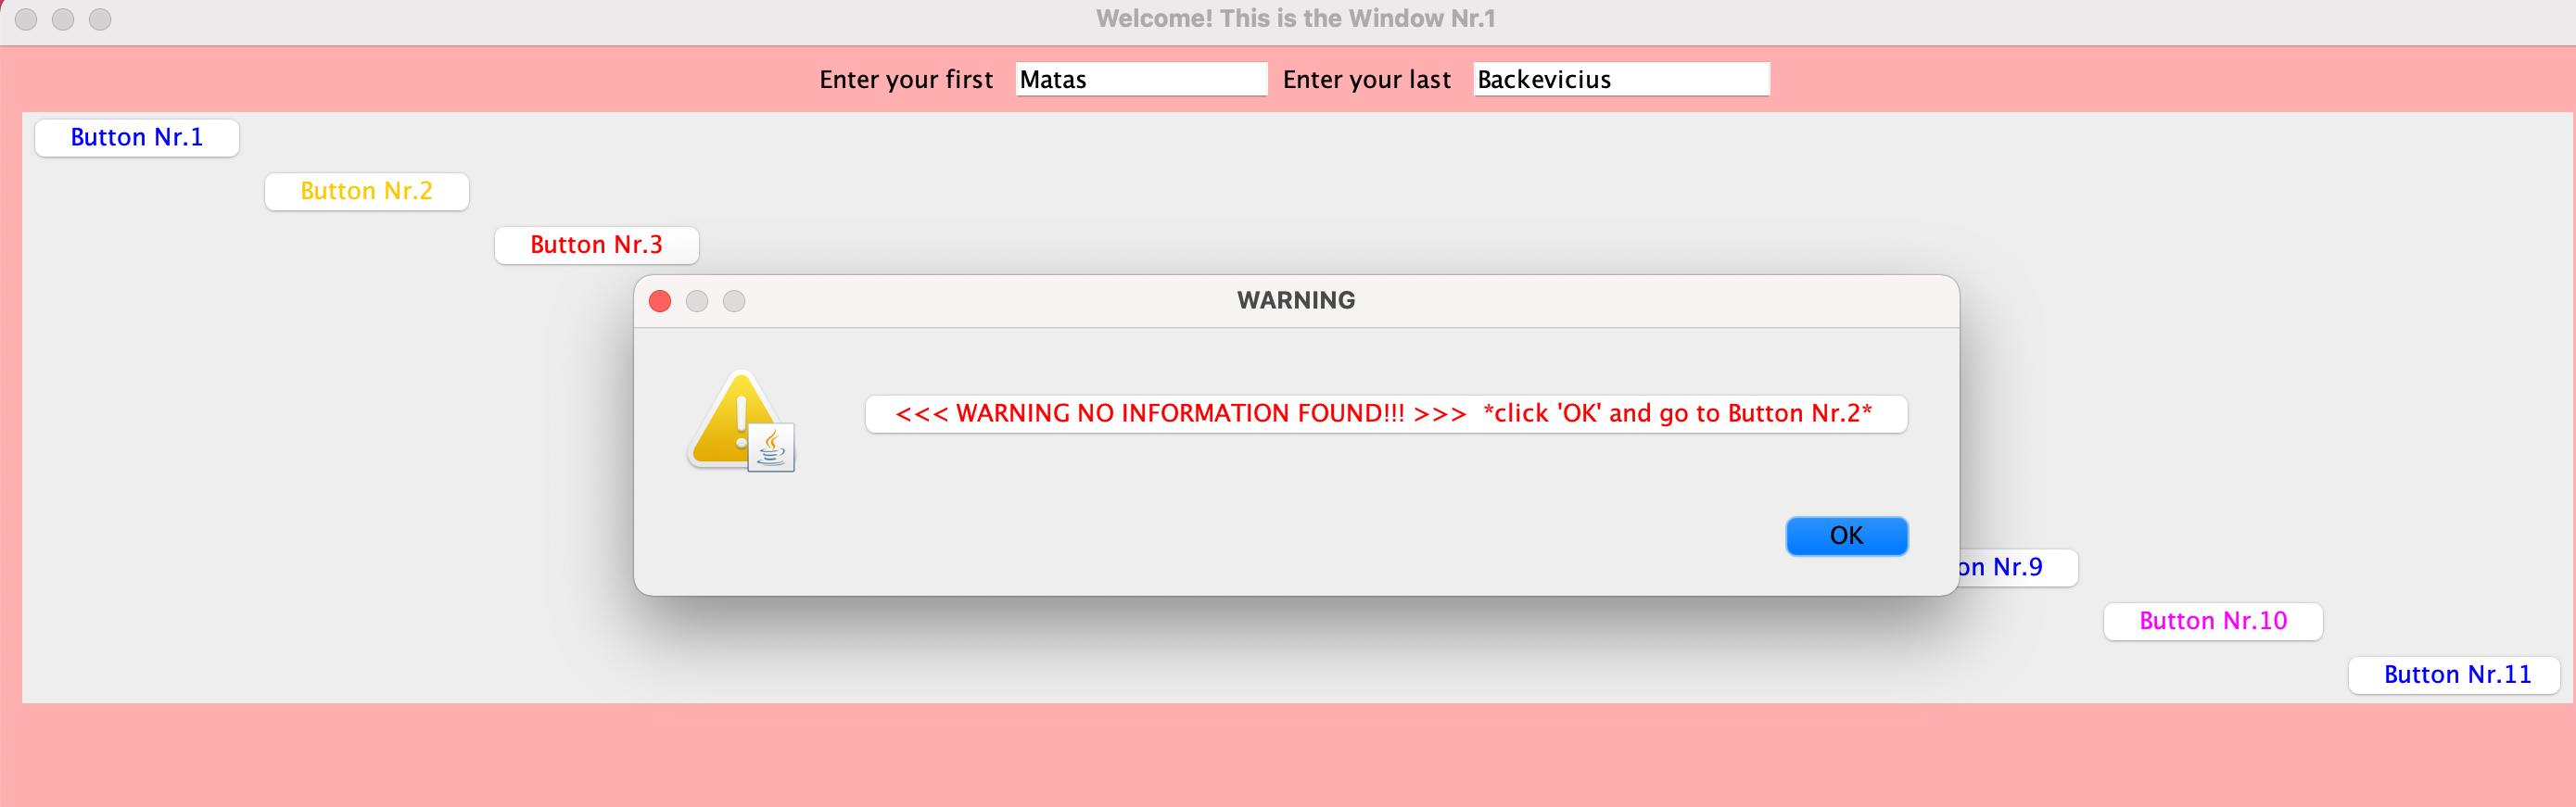 Welcome! This is the Window Nr.1
Enter your first Matas Enter your last Backevicius
Button Nr.1
Button Nr.2
Button Nr.3
WARNING
<<< WARNING NO INFORMATION FOUND!!! >>>  *click 'OK' and go to Button Nr.2*
OK
on Nr.9
Button Nr.10
Button Nr.11